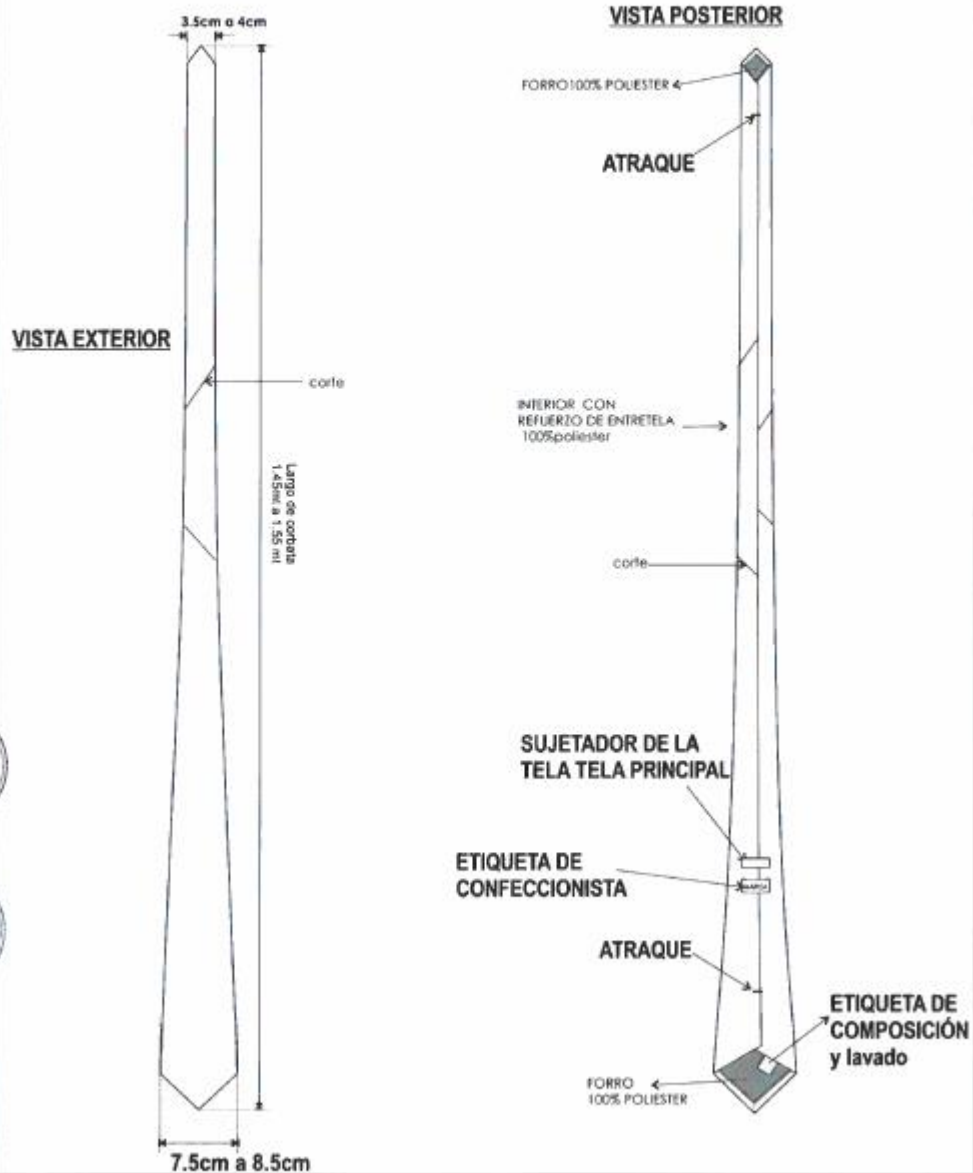 3.5cm a 4cm
VISTA EXTERIOR
corte
Largo de corbata
1.45mt a 1.55 mt
7.5cm a 8.5cm
VISTA POSTERIOR
FORRO100% POLIESTER
ATRAQUE
INTERIOR CON
REFUERZO DE ENTRETELA
100%poliester
corte
SUJETADOR DE LA
TELA TELA PRINCIPAL
ETIQUETA DE
CONFECCIONISTA
ATRAQUE
ETIQUETA DE
COMPOSICIÓN
y lavado
FORRO
100% POLIESTER